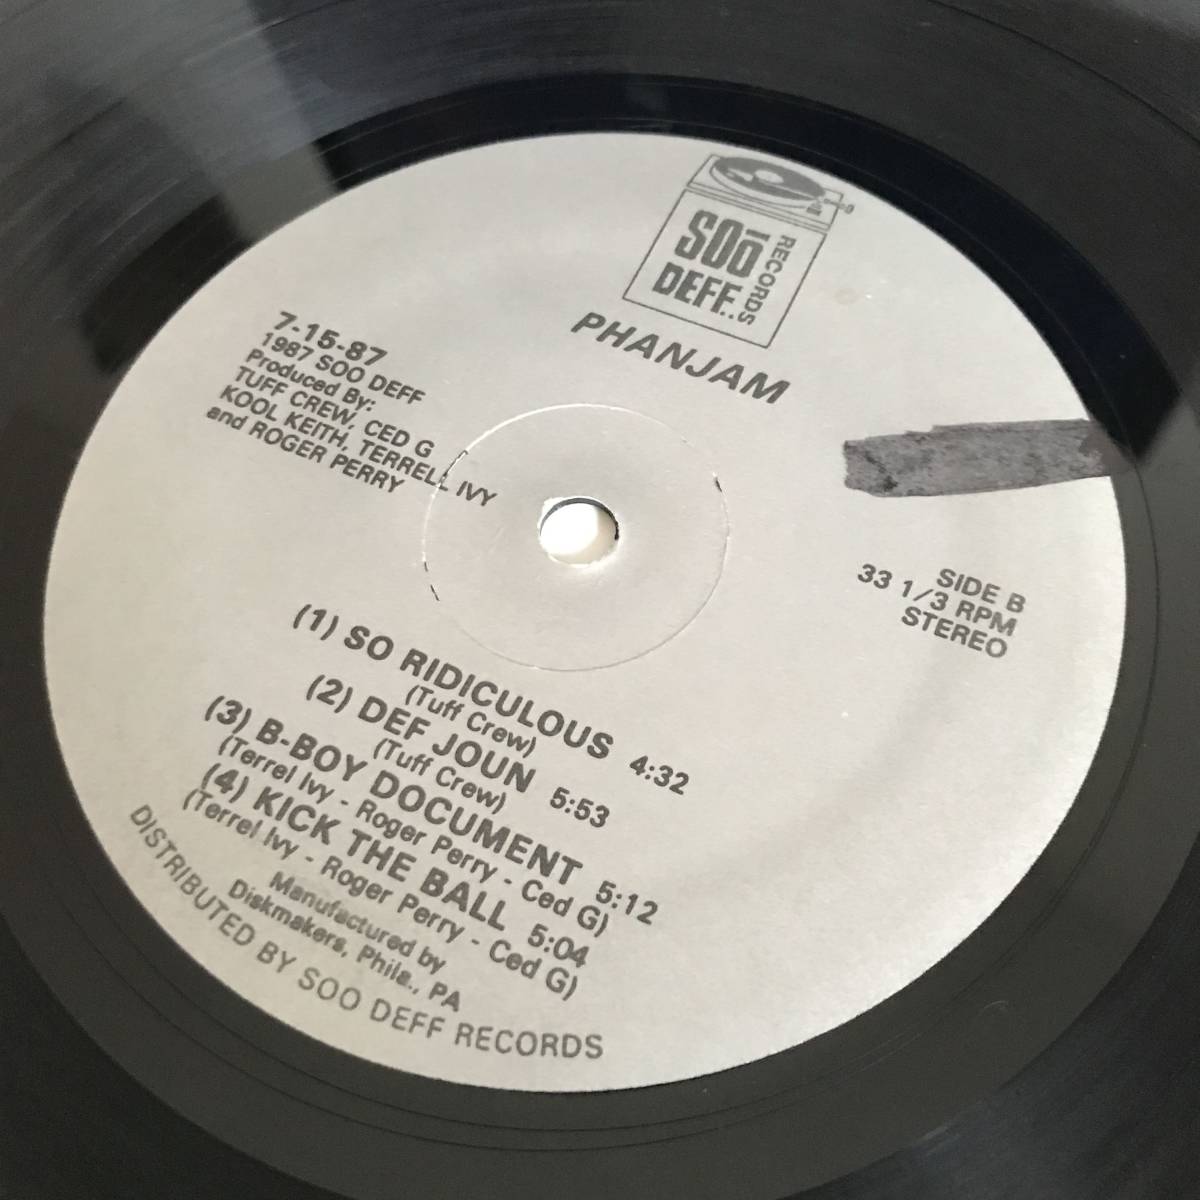 SOO
DEFF..
RECORDS
PHANJAM
7-15-87
1987 SOO DEFF
Produced By:
TUFF CREW, CED G
KOOL KEITH, TERRELL IVY
and ROGER PERRY
SIDE B
33 1/3 RPM
STEREO
(1) SO RIDICULOUS 4:32
(Tuff Crew)
(2) DEF JOUN 5:53
(Tuff Crew)
(3) B-BOY DOCUMENT 5:12
(Terrel Ivy - Roger Perry - Ced G)
(4) KICK THE BALL 5:04
(Terrel Ivy - Roger Perry - Ced G)
Manufactured by
Diskmakers, Phila., PA
DISTRIBUTED BY SOO DEFF RECORDS